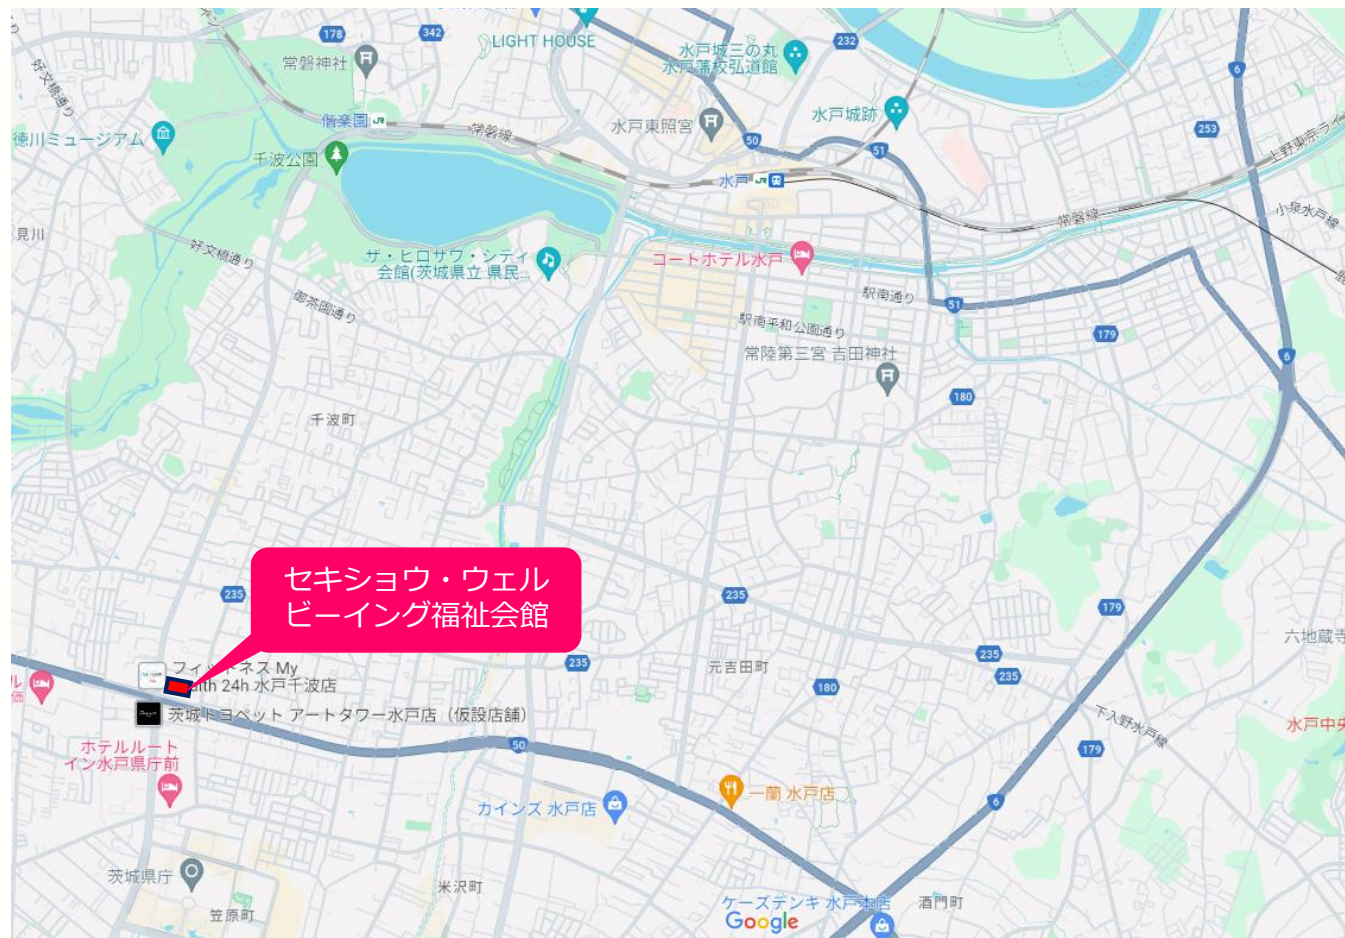 LIGHT HOUSE
178
342
常磐神社
水戸城三の丸
水戸藩校弘道館
232
6
好文橋通り
偕楽園
常磐線
水戸東照宮
水戸城跡
徳川ミュージアム
千波公園
50
51
253
上野東京ライ
水戸
見川
好文橋通り
ザ・ヒロサワ・シティ
会館(茨城県立 県民...
コートホテル水戸
常磐線
小泉水戸線
御茶園通り
駅南通り
51
駅南平和公園通り
179
常陸第三宮 吉田神社
6
180
千波町
セキショウ・ウェル
ビーイング福祉会館
235
235
179
六地蔵寺
235
元吉田町
235
235
180
フィットネス My
alth 24h 水戸千波店
茨城トヨペット アートタワー水戸店（仮設店舗）
下入野水戸線
水戸中央
ホテルルート
イン水戸県庁前
50
179
カインズ 水戸店
一蘭 水戸店
6
茨城県庁
米沢町
笠原町
ケーズデンキ 水戸本店
酒門町
Google